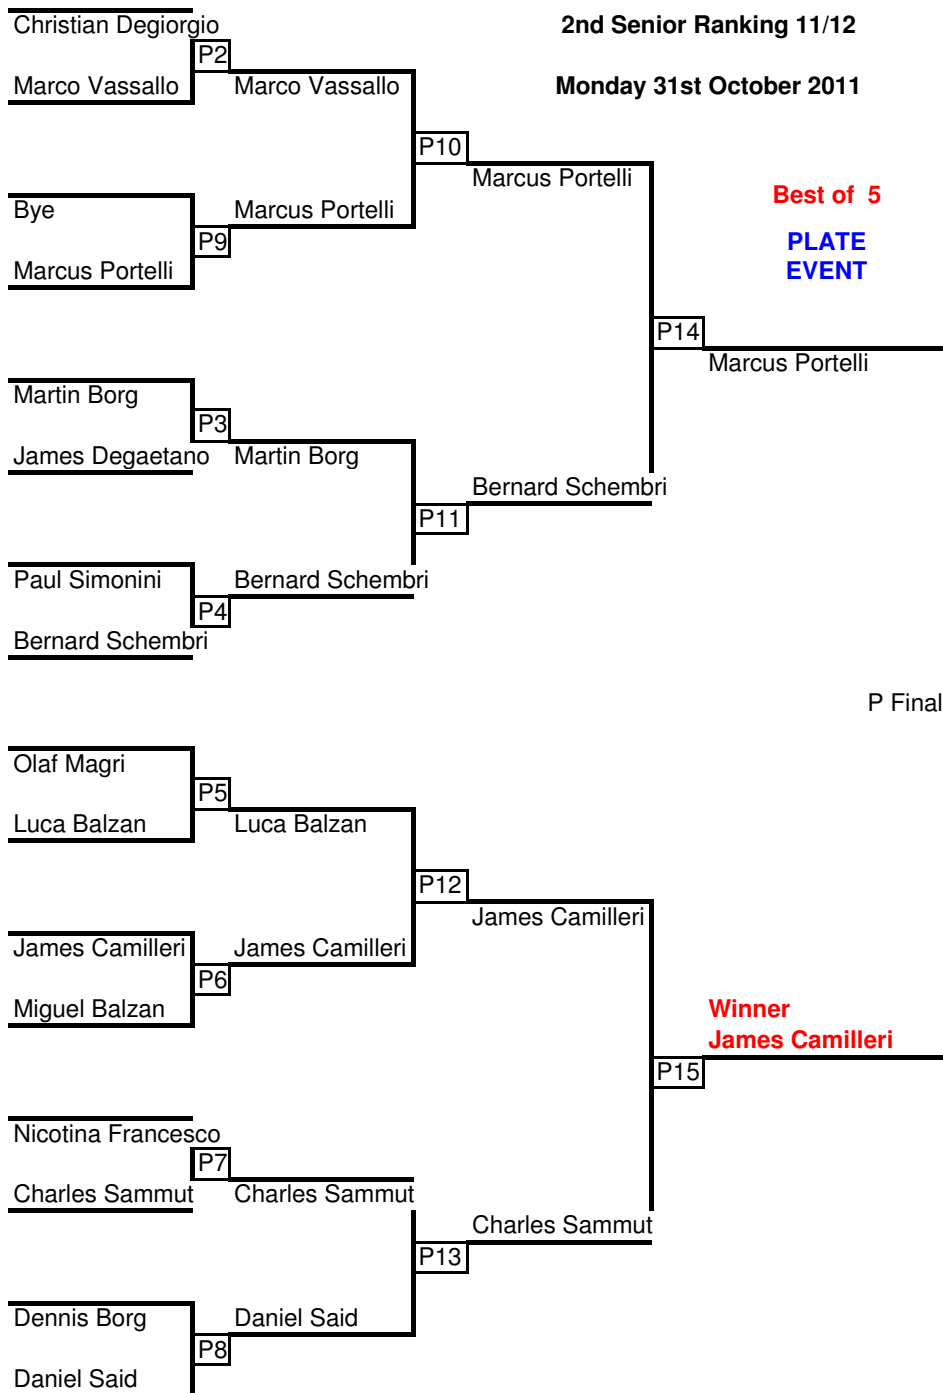 Christian Degiorgio
2nd Senior Ranking 11/12
P2
Marco Vassallo
Marco Vassallo
Monday 31st October 2011
P10
Marcus Portelli
Best of 5
Bye
Marcus Portelli
P9
PLATE
EVENT
Marcus Portelli
P14
Marcus Portelli
Martin Borg
P3
James Degaetano
Martin Borg
Bernard Schembri
P11
Paul Simonini
Bernard Schembri
P4
Bernard Schembri
P Final
Olaf Magri
P5
Luca Balzan
Luca Balzan
P12
James Camilleri
James Camilleri
James Camilleri
P6
Miguel Balzan
Winner
James Camilleri
P15
Nicotina Francesco
P7
Charles Sammut
Charles Sammut
Charles Sammut
P13
Dennis Borg
Daniel Said
P8
Daniel Said